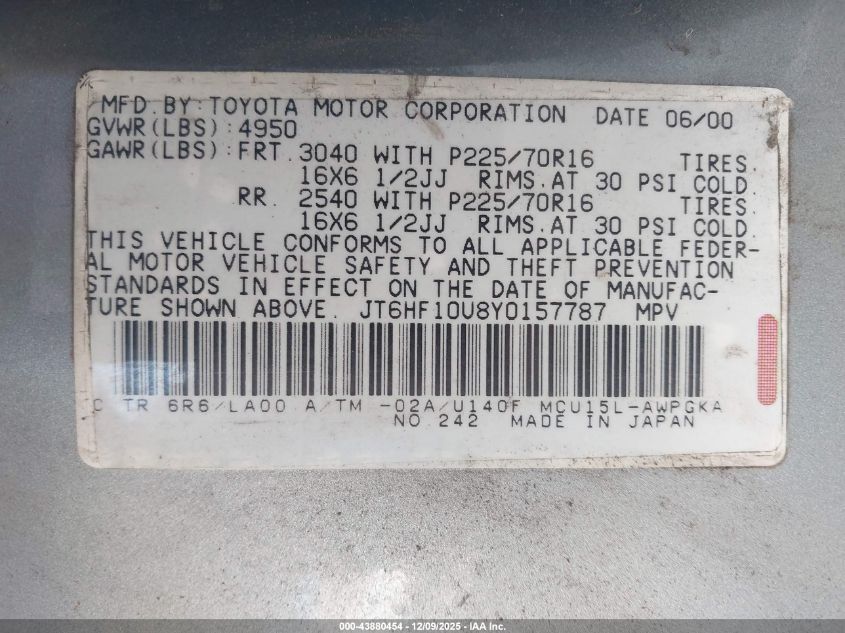 MFD.BY:TOYOTA MOTOR CORPORATION DATE 06/00
GVWR(LBS):4950
GAWR(LBS):FRT.3040 WITH P225/70R16 TIRES.
16X6 1/2JJ RIMS.AT 30 PSI COLD.
RR. 2540 WITH P225/70R16 TIRES.
16X6 1/2JJ RIMS.AT 30 PSI COLD.
THIS VEHICLE CONFORMS TO ALL APPLICABLE FEDER-
AL MOTOR VEHICLE SAFETY AND THEFT PREVENTION
STANDARDS IN EFFECT ON THE DATE OF MANUFAC-
TURE SHOWN ABOVE. JT6HF10U8Y0157787 MPV
C TR 6R6/LA00 A/TM -02A/U140F MCU15L-AWPGKA
NO 242 MADE IN JAPAN
000-43880454 > 12/09/2025 - IAA Inc.